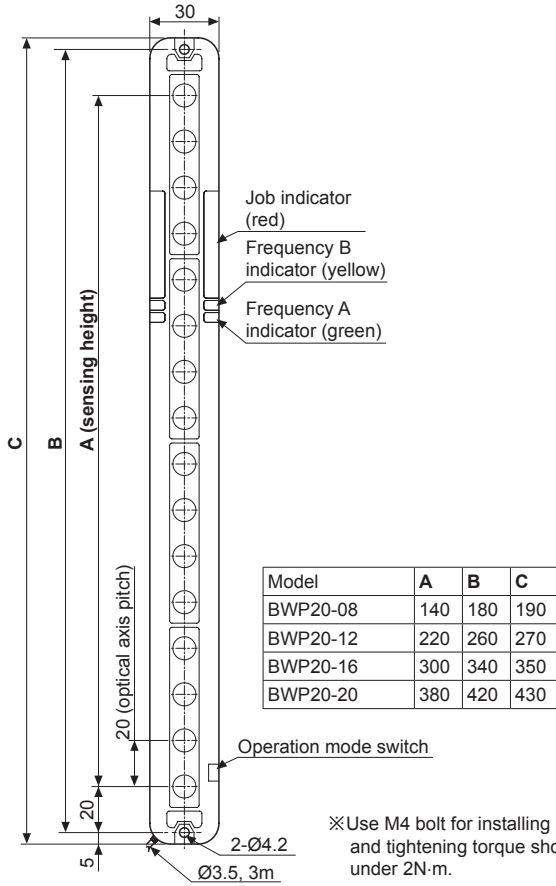 30
Job indicator
(red)
Frequency B
indicator (yellow)
Frequency A
indicator (green)
A (sensing height)
B
C
20 (optical axis pitch)
Model A B C
BWP20-08 140 180 190
BWP20-12 220 260 270
BWP20-16 300 340 350
BWP20-20 380 420 430
Operation mode switch
20
5
2-Ø4.2
Ø3.5, 3m
※Use M4 bolt for installing
and tightening torque sho
under 2N·m.